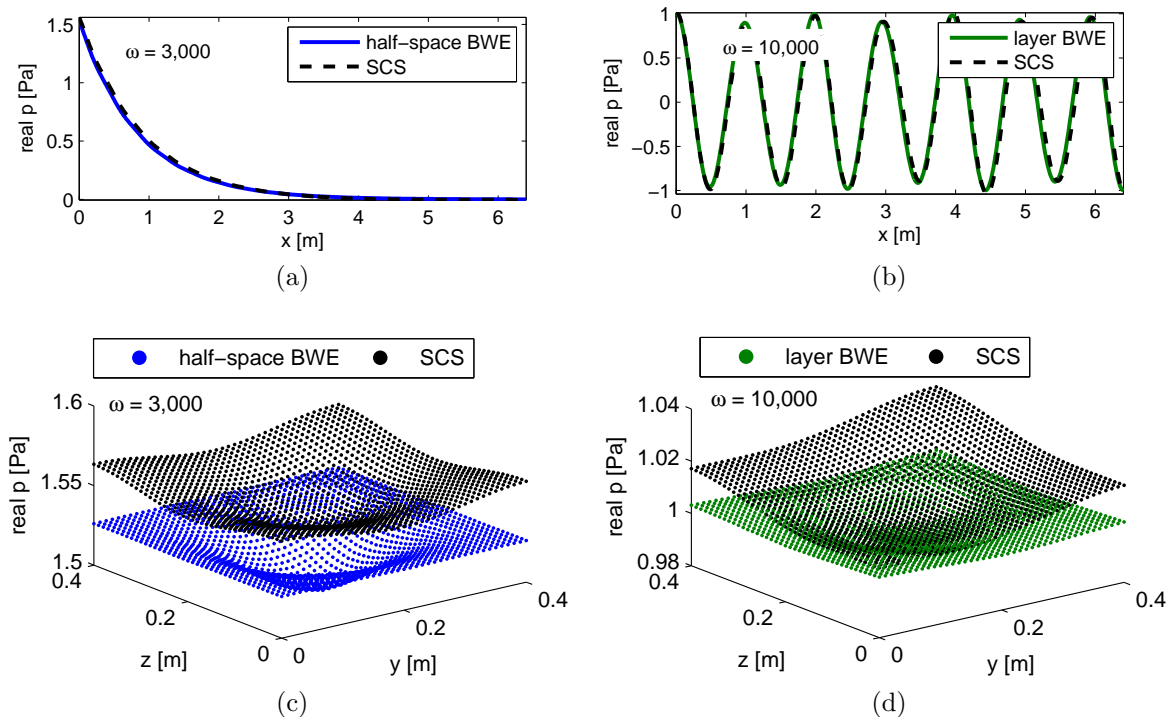 1.5
1
0.5
0
real p [Pa]
ω = 3,000
half−space BWE
SCS
0 1 2 3 4 5 6
x [m]
(a)
1
0.5
0
−0.5
−1
real p [Pa]
ω = 10,000
layer BWE
SCS
0 1 2 3 4 5 6
x [m]
(b)
half−space BWE SCS
ω = 3,000
1.6
1.55
1.5
real p [Pa]
0.4
0.2
0
z [m]
0
0.2
0.4
y [m]
(c)
layer BWE SCS
ω = 10,000
1.04
1.02
1
0.98
real p [Pa]
0.4
0.2
0
z [m]
0
0.2
0.4
y [m]
(d)